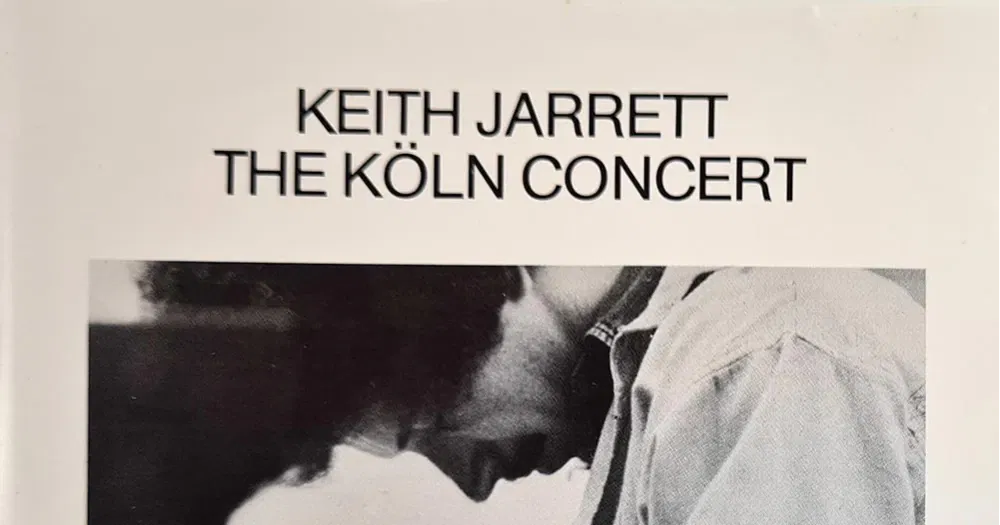 KEITH JARRETT
THE KÖLN CONCERT